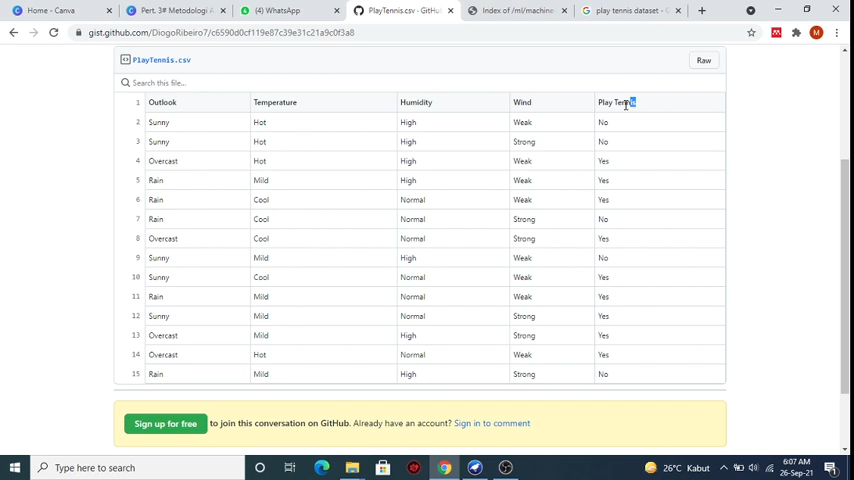 Home - Canva
Pert. 3# Metodologi A
(4) WhatsApp
PlayTennis.csv · GitHu
Index of /ml/machine-
play tennis dataset - G
gist.github.com/DiogoRibeiro7/c6590d0cf119e87c39e31c21a9e0c3f8a8
PlayTennis.csv
Raw
Search this file...
1 Outlook Temperature Humidity Wind Play Tennis
2 Sunny Hot High Weak No
3 Sunny Hot High Strong No
4 Overcast Hot High Weak Yes
5 Rain Mild High Weak Yes
6 Rain Cool Normal Weak Yes
7 Rain Cool Normal Strong No
8 Overcast Cool Normal Strong Yes
9 Sunny Mild High Weak No
10 Sunny Cool Normal Weak Yes
11 Rain Mild Normal Weak Yes
12 Sunny Mild Normal Strong Yes
13 Overcast Mild High Strong Yes
14 Overcast Hot Normal Weak Yes
15 Rain Mild High Strong No
Sign up for free to join this conversation on GitHub. Already have an account? Sign in to comment
Type here to search
26°C Kabut
6:07 AM
26-Sep-21